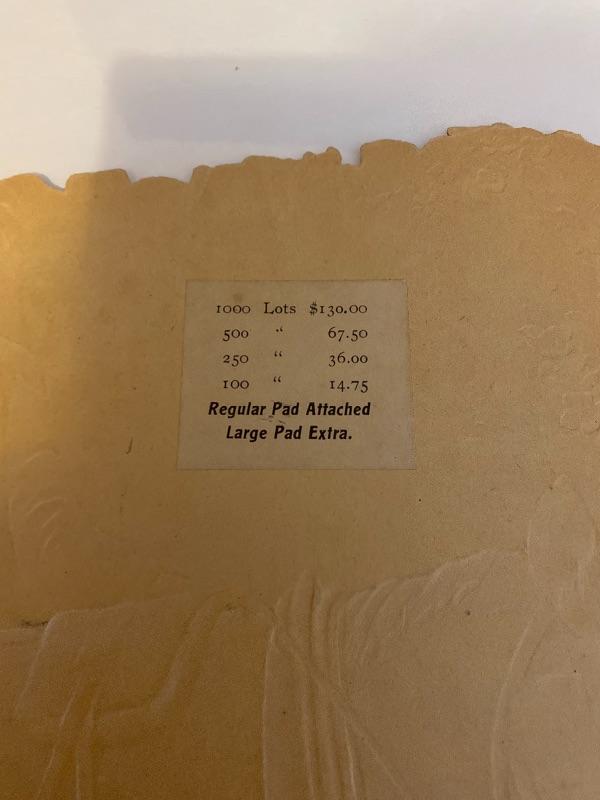 1000 Lots $130.00
500 “ 67.50
250 “ 36.00
100 “ 14.75
Regular Pad Attached
Large Pad Extra.